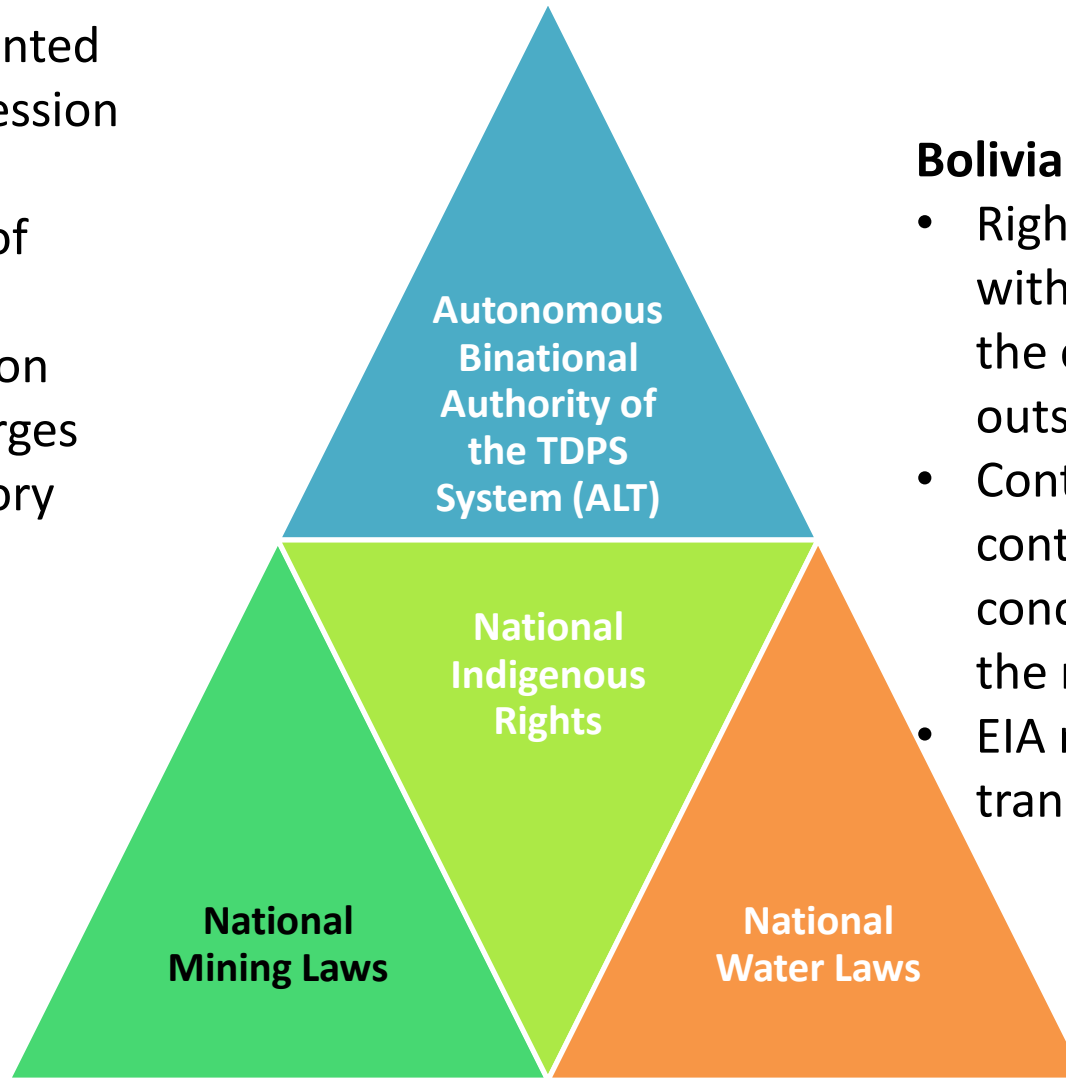 nted
ession
of
on
rges
ory
Autonomous
Binational
Authority of
the TDPS
System (ALT)
National
Indigenous
Rights
National
Mining Laws
National
Water Laws
Bolivia
• Righ
with
the
outs
• Cont
cont
conc
the
• EIA
tran